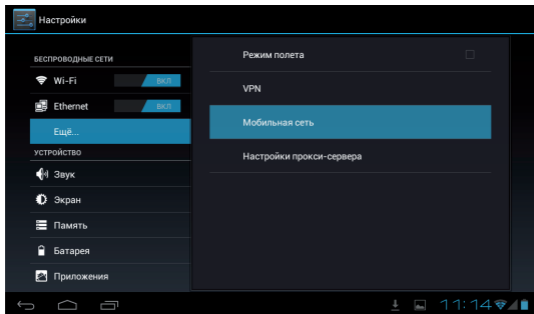 Настройки
БЕСПРОВОДНЫЕ СЕТИ
Wi-Fi ВКЛ
Ethernet ВКЛ
Ещё...
УСТРОЙСТВО
Звук
Экран
Память
Батарея
Приложения
Режим полета
VPN
Мобильная сеть
Настройки прокси-сервера
11:14